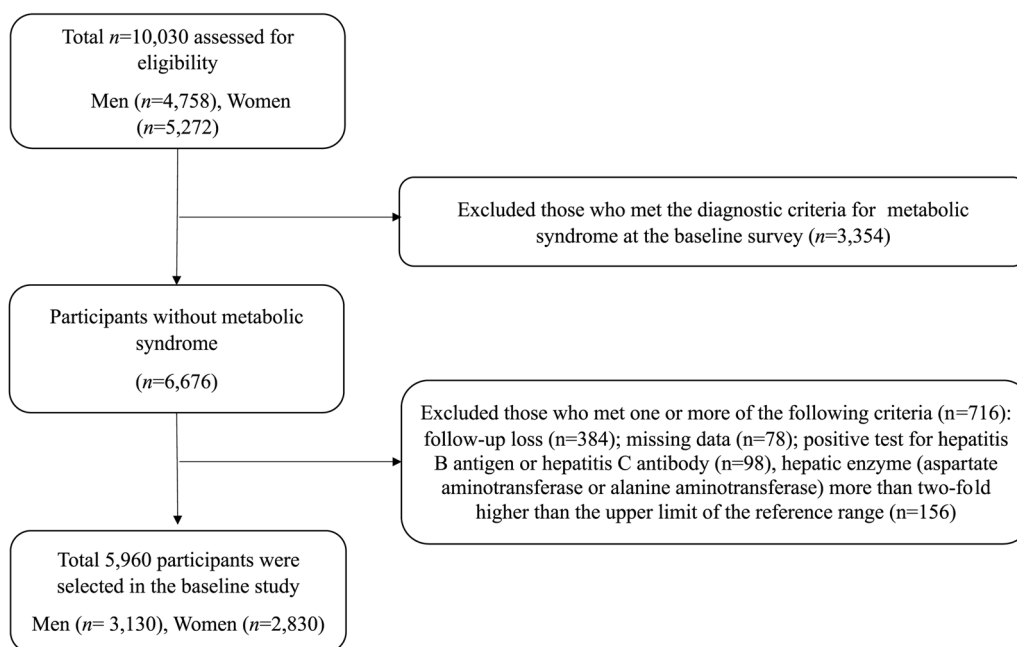 Total n=10,030 assessed for
eligibility
Men (n=4,758), Women
(n=5,272)
Excluded those who met the diagnostic criteria for metabolic
syndrome at the baseline survey (n=3,354)
Participants without metabolic
syndrome
(n=6,676)
Excluded those who met one or more of the following criteria (n=716):
follow-up loss (n=384); missing data (n=78); positive test for hepatitis
B antigen or hepatitis C antibody (n=98), hepatic enzyme (aspartate
aminotransferase or alanine aminotransferase) more than two-fold
higher than the upper limit of the reference range (n=156)
Total 5,960 participants were
selected in the baseline study
Men (n= 3,130), Women (n=2,830)